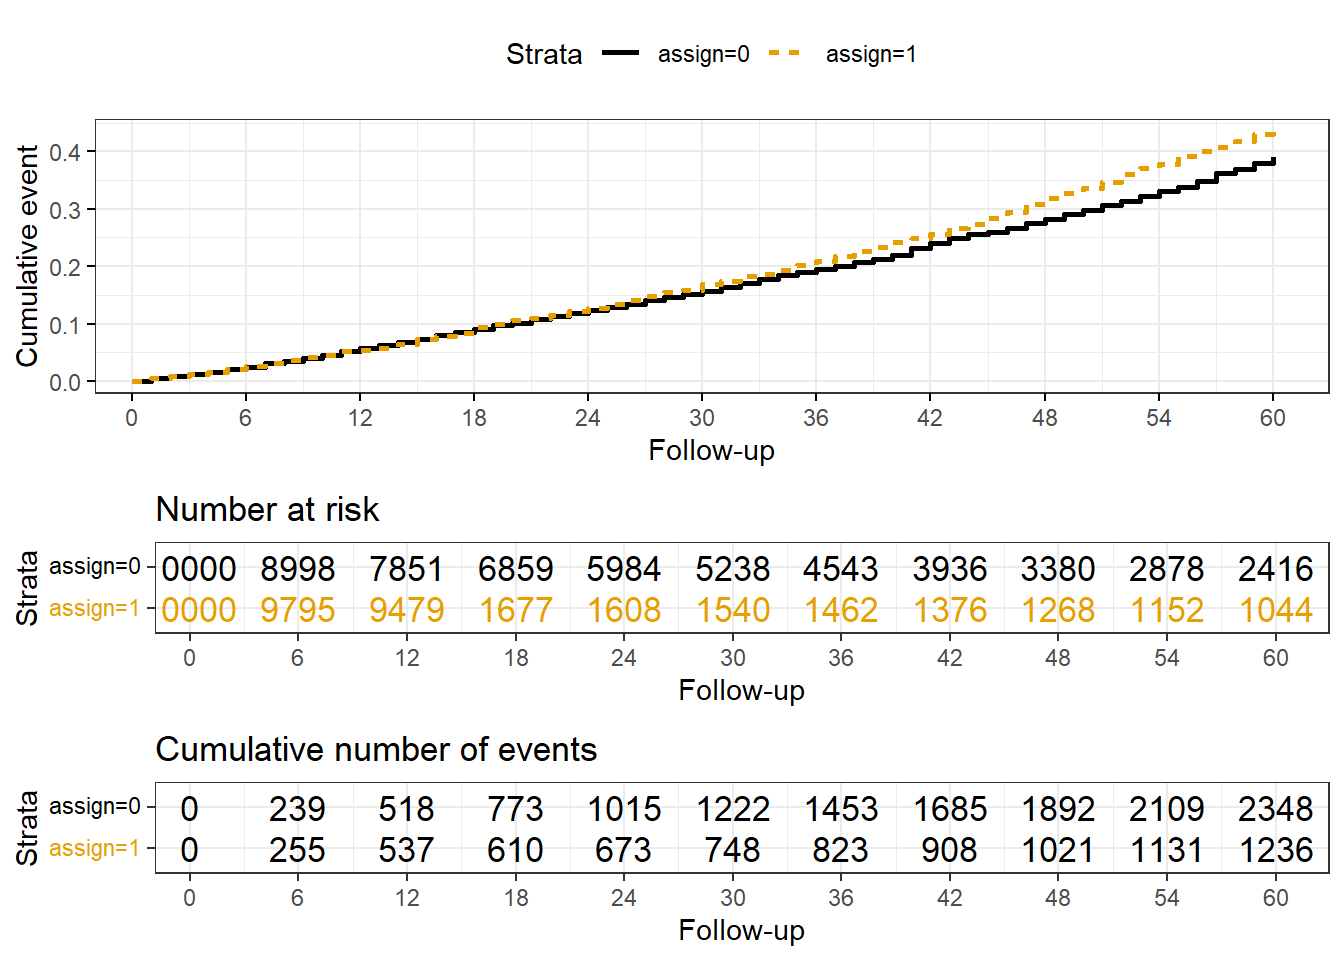 Strata assign=0 assign=1
Cumulative event
0.4
0.3
0.2
0.1
0.0
0 6 12 18 24 30 36 42 48 54 60
Follow-up
Number at risk
Strata
assign=0 0000 8998 7851 6859 5984 5238 4543 3936 3380 2878 2416
assign=1 0000 9795 9479 1677 1608 1540 1462 1376 1268 1152 1044
0 6 12 18 24 30 36 42 48 54 60
Follow-up
Cumulative number of events
Strata
assign=0 0 239 518 773 1015 1222 1453 1685 1892 2109 2348
assign=1 0 255 537 610 673 748 823 908 1021 1131 1236
0 6 12 18 24 30 36 42 48 54 60
Follow-up